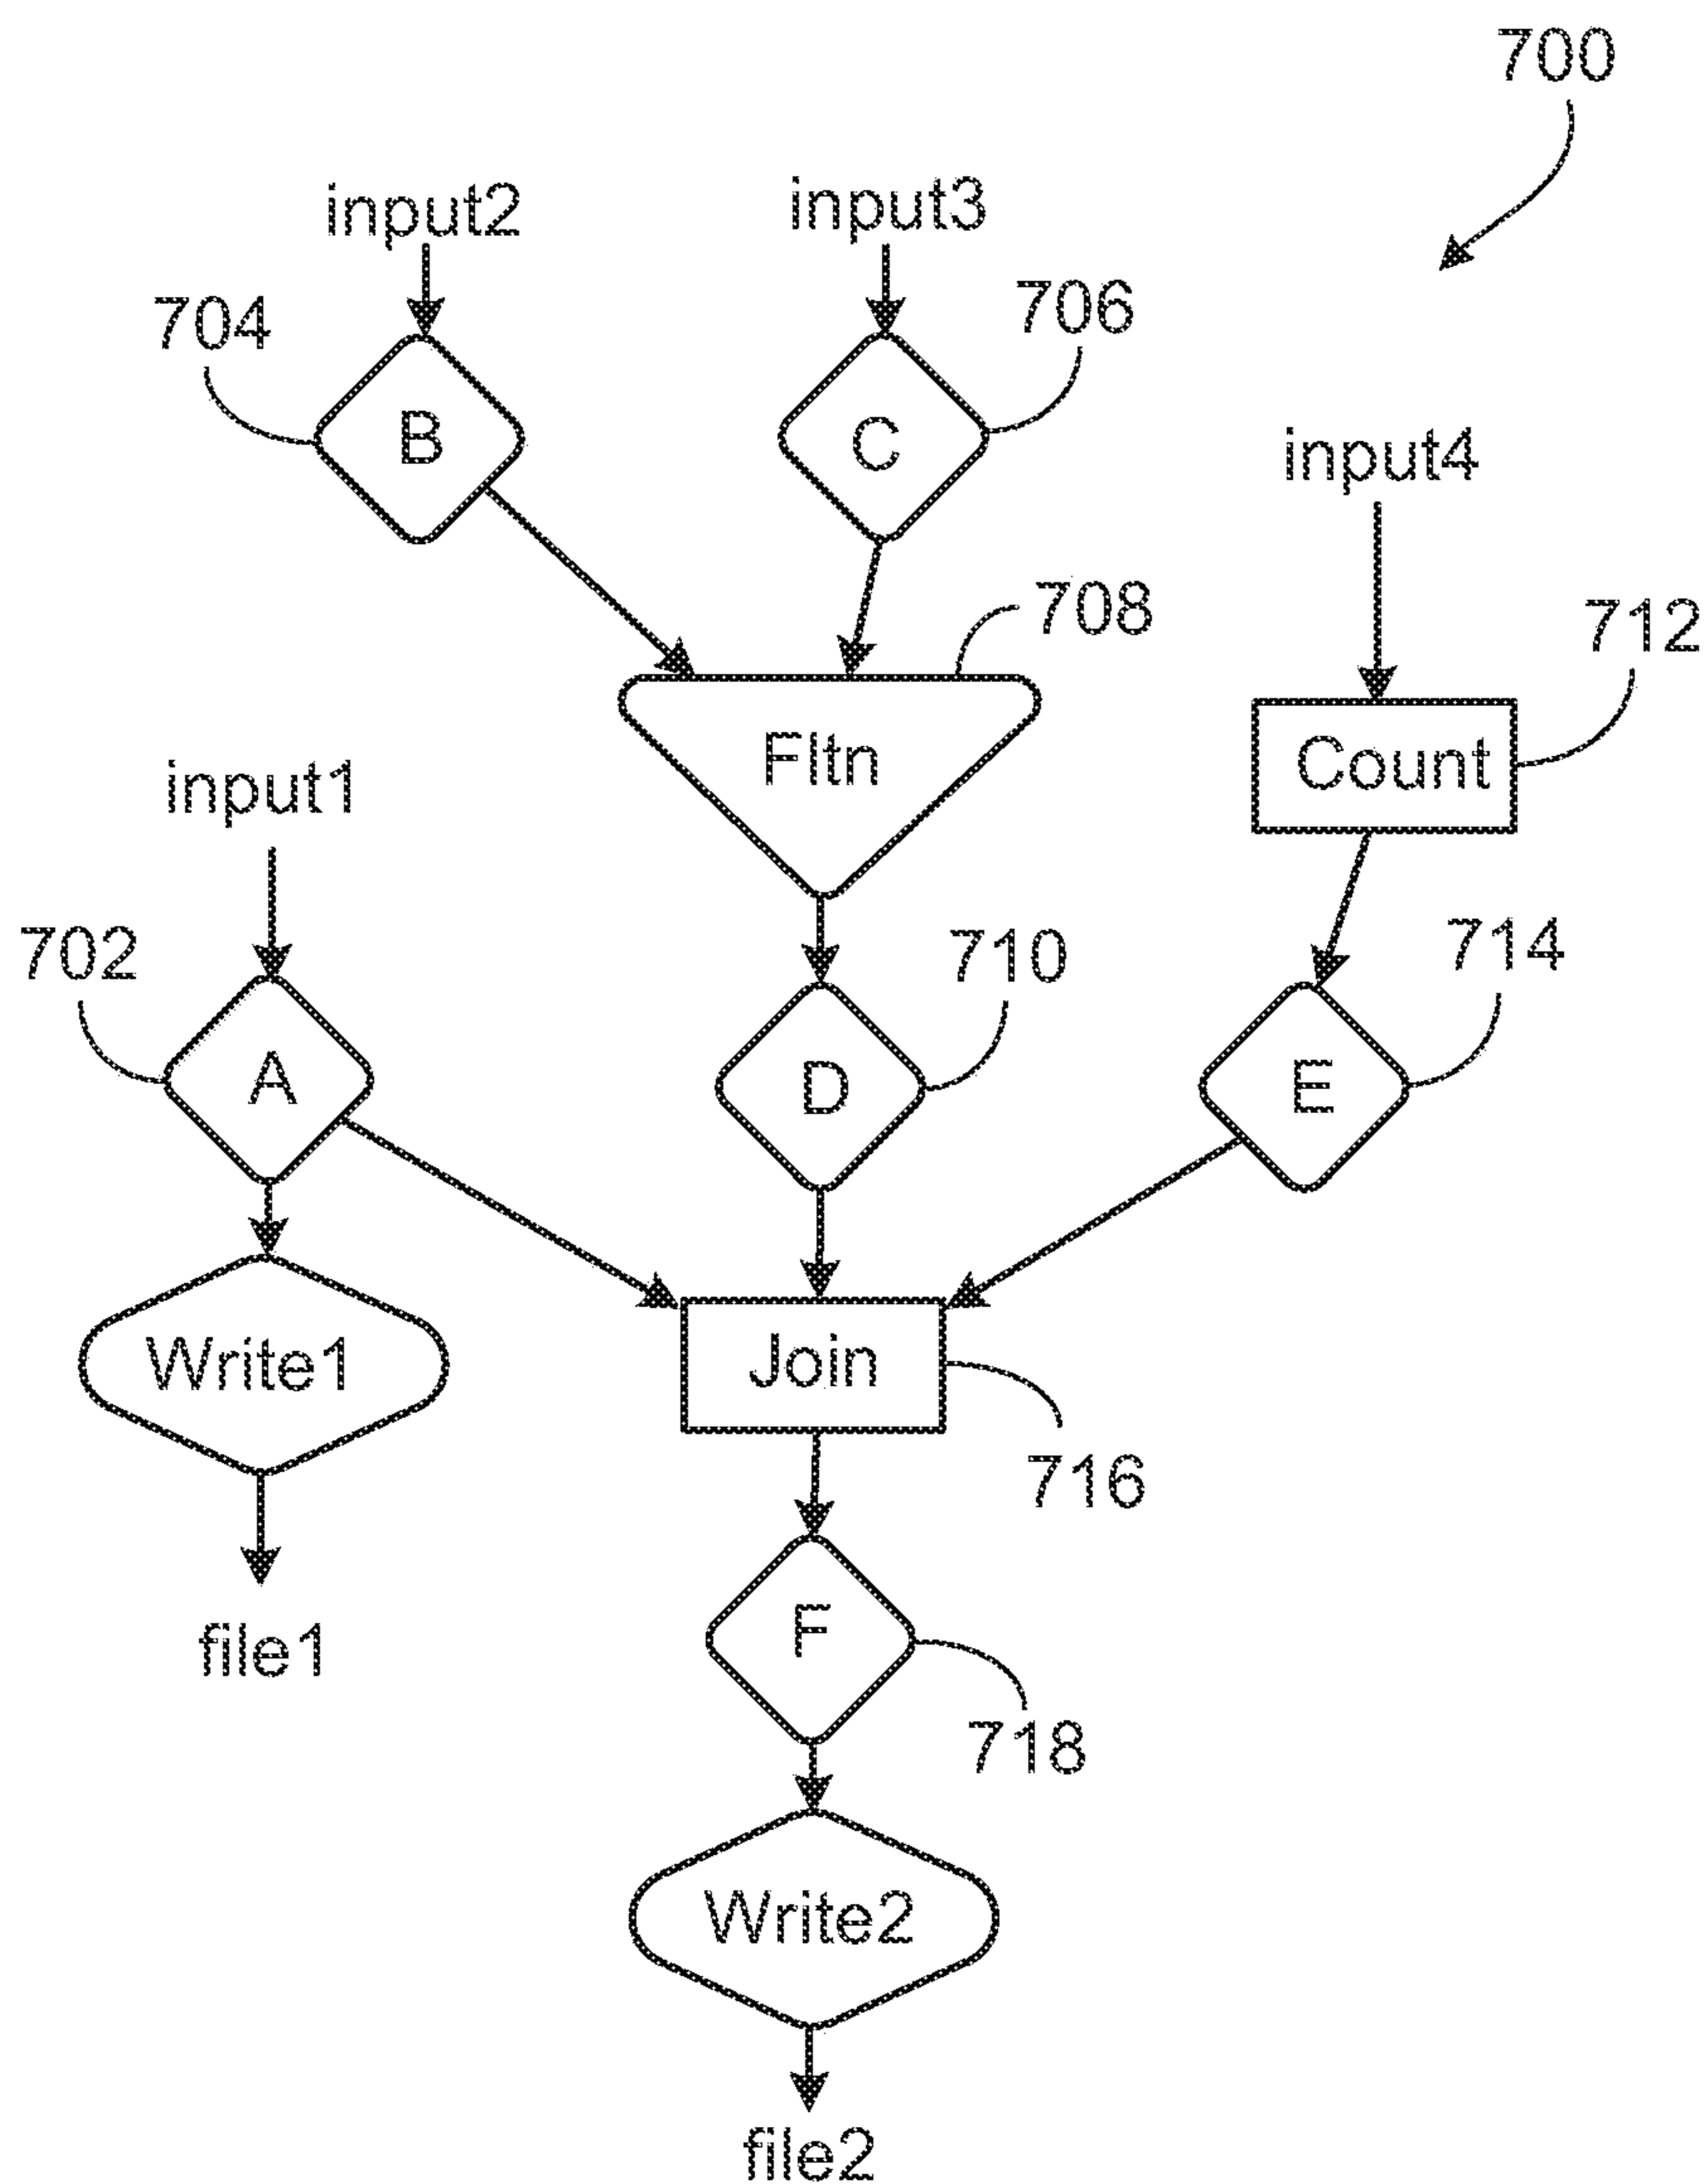 700
input2
input3
704
706
B
C
input4
708
712
Fltn
Count
input1
702
710
714
A
D
E
Write1
Join
716
file1
F
718
Write2
file2